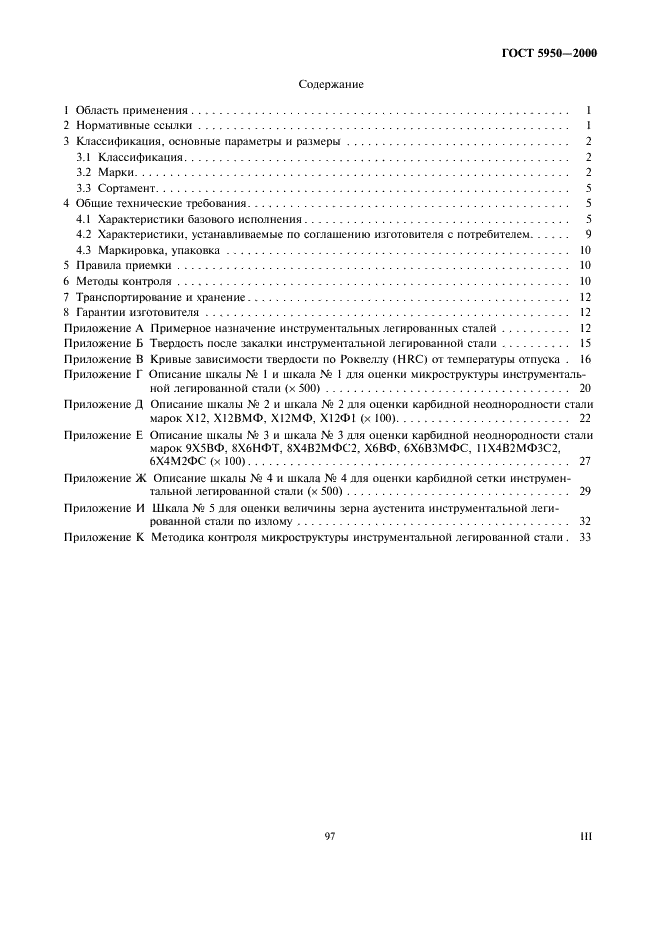 ГОСТ 5950—2000
Содержание
1 Область применения . . . . . . . . . . . . . . . . . . . . 1
2 Нормативные ссылки . . . . . . . . . . . . . . . . . . . . 1
3 Классификация, основные параметры и размеры . . . . . . . . . . . . . . . . . . . . 2
3.1 Классификация. . . . . . . . . . . . . . . . . . . . 2
3.2 Марки. . . . . . . . . . . . . . . . . . . . 2
3.3 Сортамент. . . . . . . . . . . . . . . . . . . . 5
4 Общие технические требования. . . . . . . . . . . . . . . . . . . . 5
4.1 Характеристики базового исполнения . . . . . . . . . . . . . . . . . . . . 5
4.2 Характеристики, устанавливаемые по соглашению изготовителя с потребителем. . . . . . 9
4.3 Маркировка, упаковка . . . . . . . . . . . . . . . . . . . . 10
5 Правила приемки . . . . . . . . . . . . . . . . . . . . 10
6 Методы контроля . . . . . . . . . . . . . . . . . . . . 10
7 Транспортирование и хранение . . . . . . . . . . . . . . . . . . . . 12
8 Гарантии изготовителя . . . . . . . . . . . . . . . . . . . . 12
Приложение А Примерное назначение инструментальных легированных сталей . . . . . . . . . . 12
Приложение Б Твердость после закалки инструментальной легированной стали . . . . . . . . . . 15
Приложение В Кривые зависимости твердости по Роквеллу (HRC) от температуры отпуска . 16
Приложение Г Описание шкалы № 1 и шкала № 1 для оценки микроструктуры инструменталь-
ной легированной стали (× 500) . . . . . . . . . . . . . . . . . . . . 20
Приложение Д Описание шкалы № 2 и шкала № 2 для оценки карбидной неоднородности стали
марок Х12, Х12ВМФ, Х12МФ, Х12Ф1 (× 100). . . . . . . . . . . . . . . . . . . . 22
Приложение Е Описание шкалы № 3 и шкала № 3 для оценки карбидной неоднородности стали
марок 9Х5ВФ, 8Х6НФТ, 8Х4В2МФС2, Х6ВФ, 6Х6В3МФС, 11Х4В2МФ3С2,
6Х4М2ФС (× 100) . . . . . . . . . . . . . . . . . . . . 27
Приложение Ж Описание шкалы № 4 и шкала № 4 для оценки карбидной сетки инструмен-
тальной легированной стали (× 500) . . . . . . . . . . . . . . . . . . . . 29
Приложение И Шкала № 5 для оценки величины зерна аустенита инструментальной леги-
рованной стали по излому . . . . . . . . . . . . . . . . . . . . 32
Приложение К Методика контроля микроструктуры инструментальной легированной стали . 33
97 III